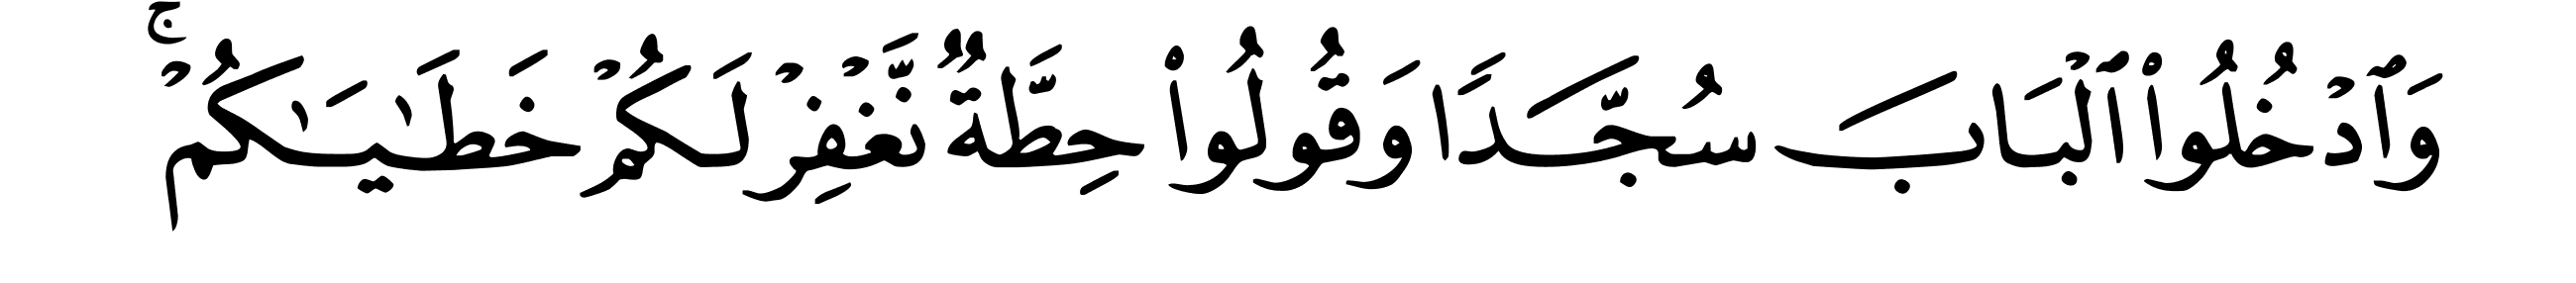 وَٱدۡخُلُواْ ٱلۡبَابَ سُجَّدًا وَقُولُواْ حِطَّةٌ نَّغۡفِرۡ لَكُمۡ خَطَٰيَٰكُمۡۚ